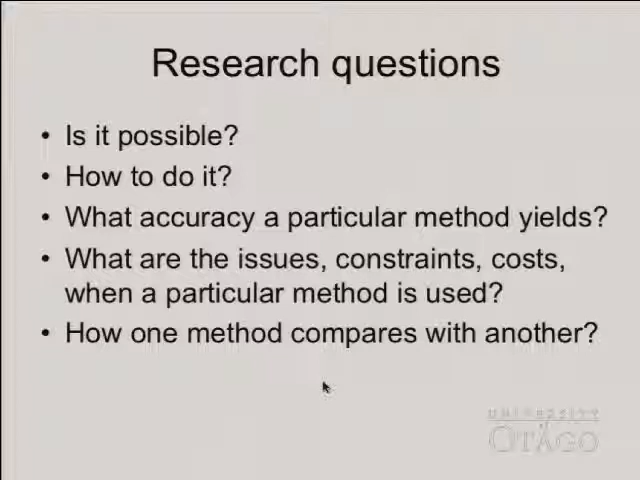 Research questions
• Is it possible?
• How to do it?
• What accuracy a particular method yields?
• What are the issues, constraints, costs,
when a particular method is used?
• How one method compares with another?
UNIVERSITY
OTAGO